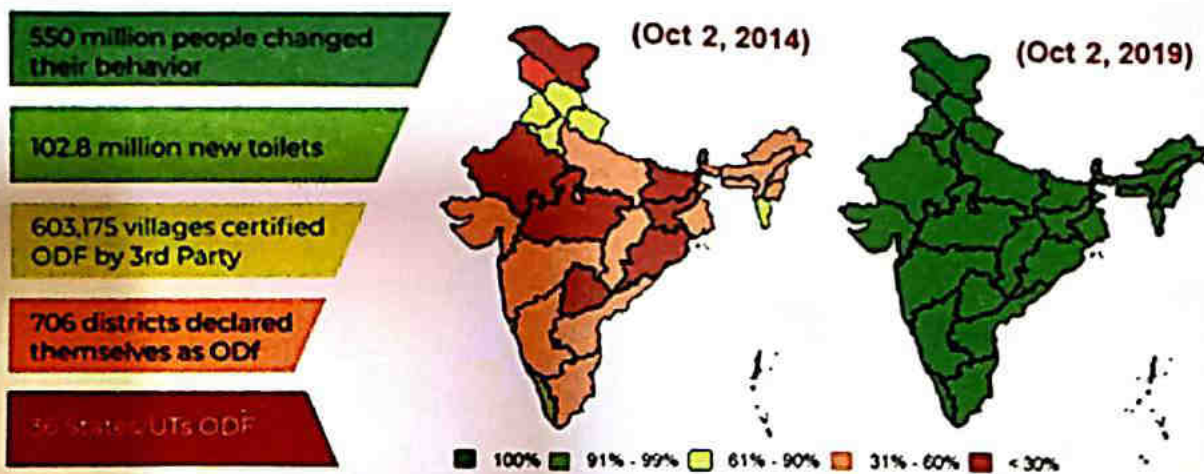 550 million people changed
their behavior
102.8 million new toilets
603,175 villages certified
ODF by 3rd Party
706 districts declared
themselves as ODf
36 States/UTs ODF
(Oct 2, 2014)
(Oct 2, 2019)
100% 91% - 99% 61% - 90% 31% - 60% < 30%